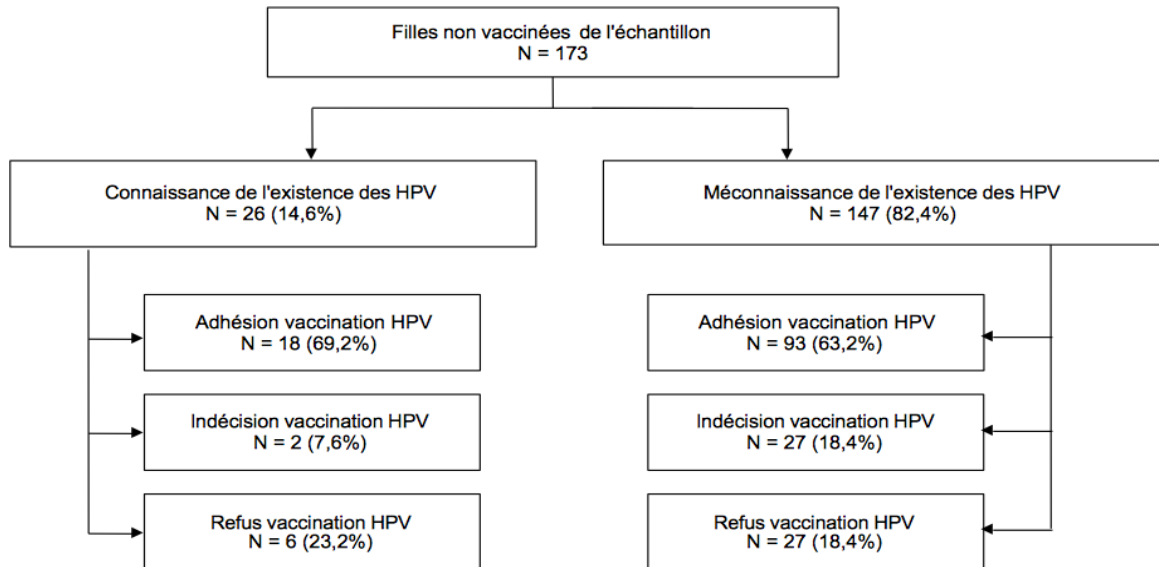 Filles non vaccinées de l'échantillon
N = 173
Connaissance de l'existence des HPV
N = 26 (14,6%)
Méconnaissance de l'existence des HPV
N = 147 (82,4%)
Adhésion vaccination HPV
N = 18 (69,2%)
Adhésion vaccination HPV
N = 93 (63,2%)
Indécision vaccination HPV
N = 2 (7,6%)
Indécision vaccination HPV
N = 27 (18,4%)
Refus vaccination HPV
N = 6 (23,2%)
Refus vaccination HPV
N = 27 (18,4%)